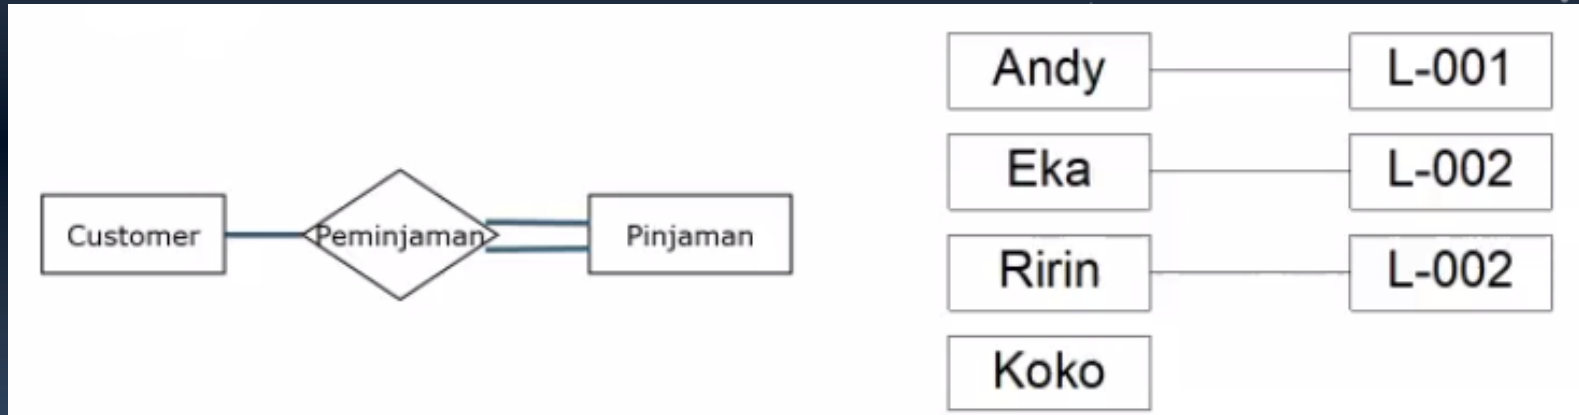 Customer
Peminjaman
Pinjaman
Andy
L-001
Eka
L-002
Ririn
L-002
Koko